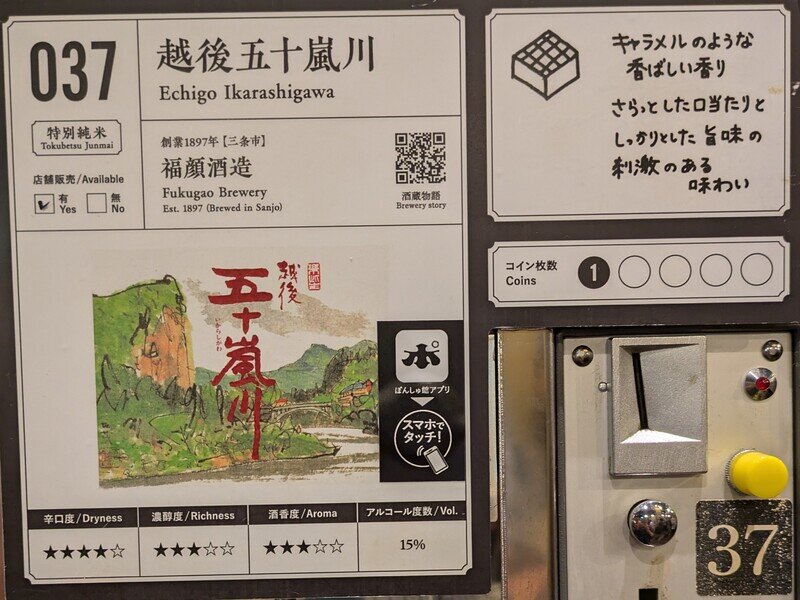 037
特別純米
Tokubetsu Junmai
店舗販売/Available
有
Yes
無
No
越後五十嵐川
Echigo Ikarashigawa
創業1897年【三条市】
福顔酒造
Fukugao Brewery
Est. 1897 (Brewed in Sanjo)
酒蔵物語
Brewery story
越後
五十嵐川
いからしがわ
ポ
ぽんしゅ館アプリ
スマホで
タッチ!
辛口度/Dryness
★★★★☆
濃醇度/Richness
★★★☆☆
酒香度/Aroma
★★★☆☆
アルコール度数/Vol.
15%
キャラメルのような
香ばしい香り
さらっとした口当たりと
しっかりとした旨味の
刺激のある
味わい
コイン枚数
Coins
1
37